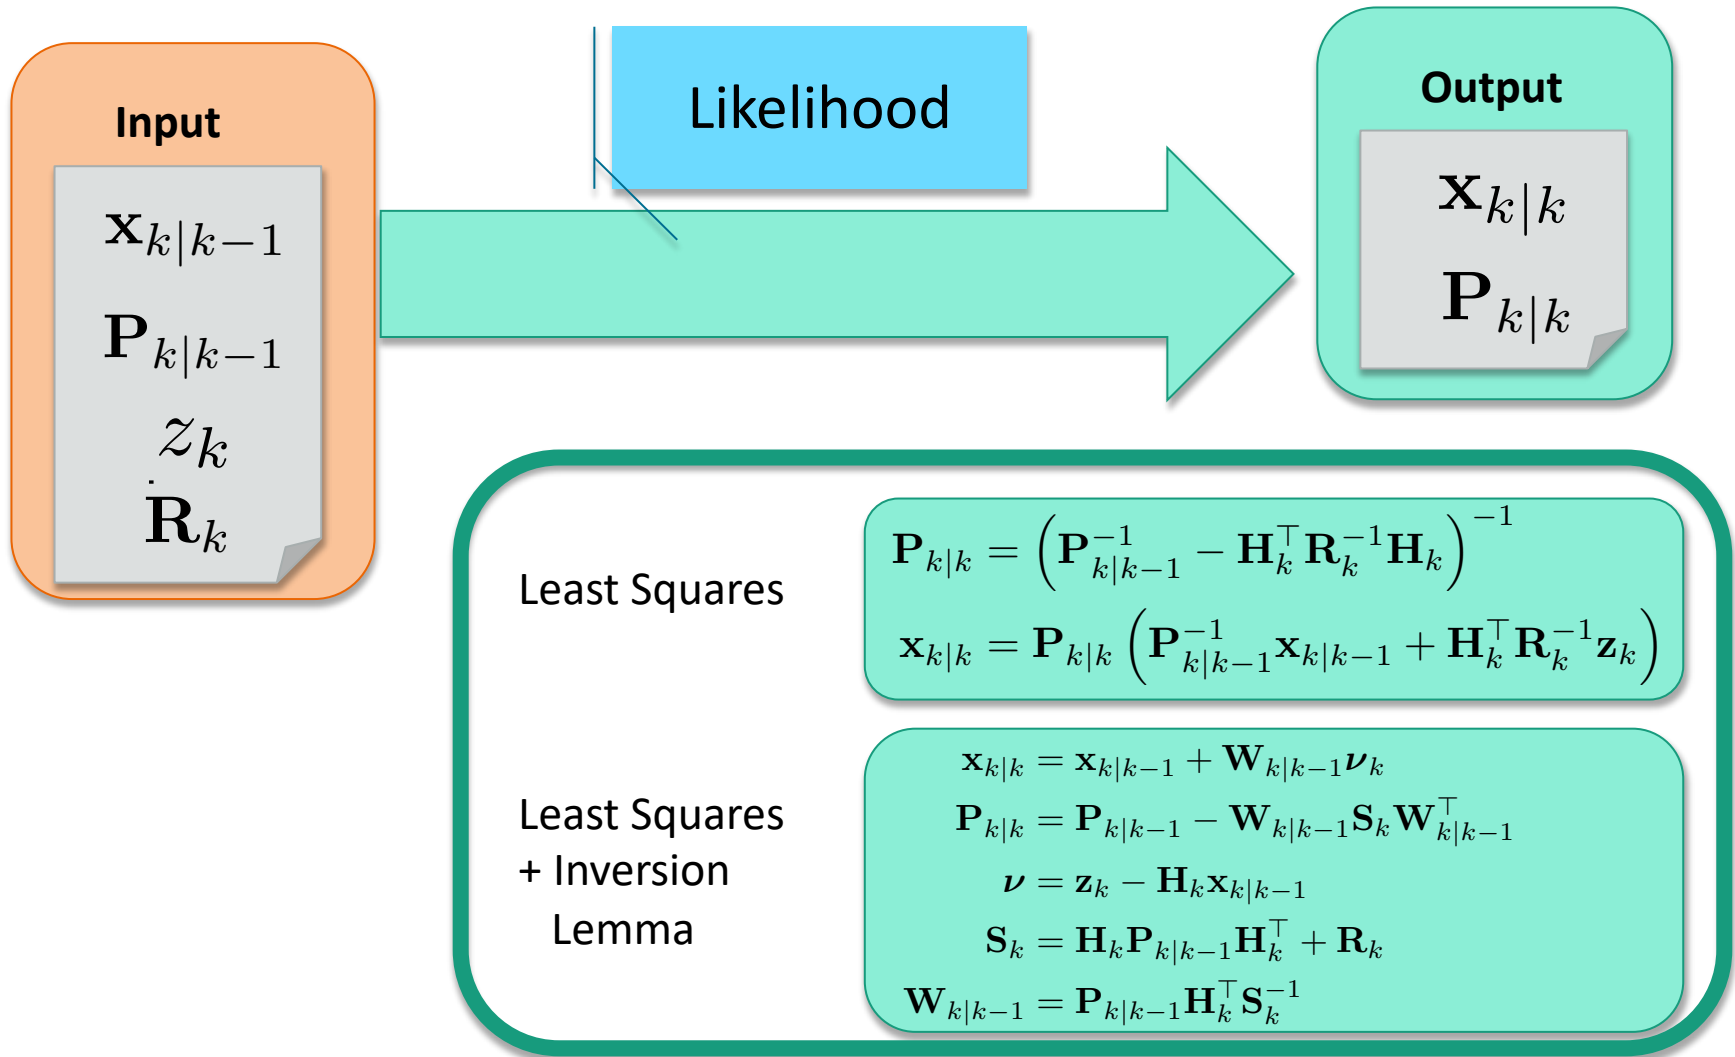 Likelihood
Input
𝐱_{k|k−1}
𝐏_{k|k−1}
z_k
𝐑_k
Output
𝐱_{k|k}
𝐏_{k|k}
Least Squares
𝐏_{k|k} = (𝐏_{k|k−1}^{−1} − 𝐇_k^⊤ 𝐑_k^{−1} 𝐇_k)^{−1}
𝐱_{k|k} = 𝐏_{k|k} (𝐏_{k|k−1}^{−1} 𝐱_{k|k−1} + 𝐇_k^⊤ 𝐑_k^{−1} 𝐳_k)
Least Squares
+ Inversion
Lemma
𝐱_{k|k} = 𝐱_{k|k−1} + 𝐖_{k|k−1} 𝛎_k
𝐏_{k|k} = 𝐏_{k|k−1} − 𝐖_{k|k−1} 𝐒_k 𝐖_{k|k−1}^⊤
𝛎 = 𝐳_k − 𝐇_k 𝐱_{k|k−1}
𝐒_k = 𝐇_k 𝐏_{k|k−1} 𝐇_k^⊤ + 𝐑_k
𝐖_{k|k−1} = 𝐏_{k|k−1} 𝐇_k^⊤ 𝐒_k^{−1}